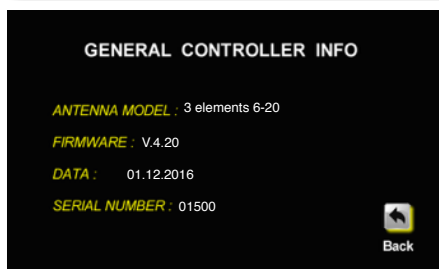 GENERAL CONTROLLER INFO
ANTENNA MODEL : 3 elements 6-20
FIRMWARE : V.4.20
DATA : 01.12.2016
SERIAL NUMBER : 01500
Back